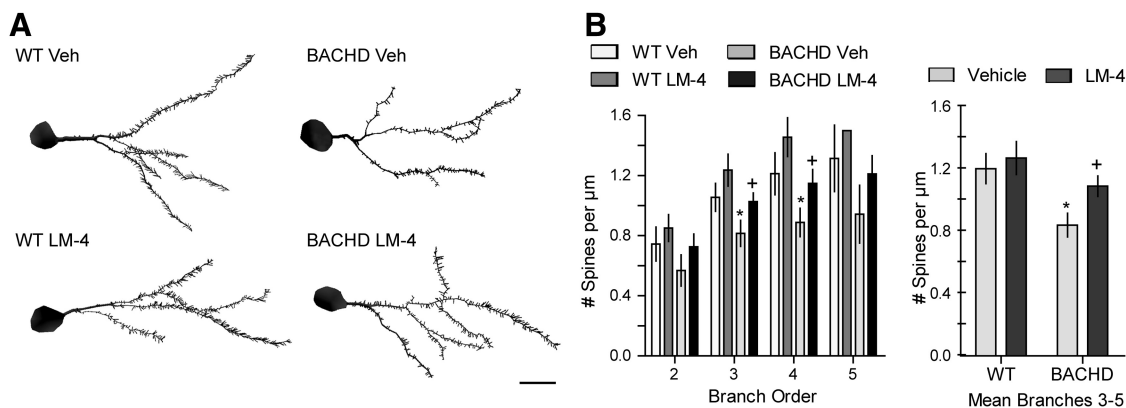 A
WT Veh
BACHD Veh
WT LM-4
BACHD LM-4
B
WT Veh
BACHD Veh
WT LM-4
BACHD LM-4
# Spines per µm
1.6
1.2
0.8
0.4
0.0
*
+
*
+
2
3
4
5
Branch Order
Vehicle
LM-4
# Spines per µm
1.6
1.2
0.8
0.4
0.0
*
+
WT
BACHD
Mean Branches 3-5